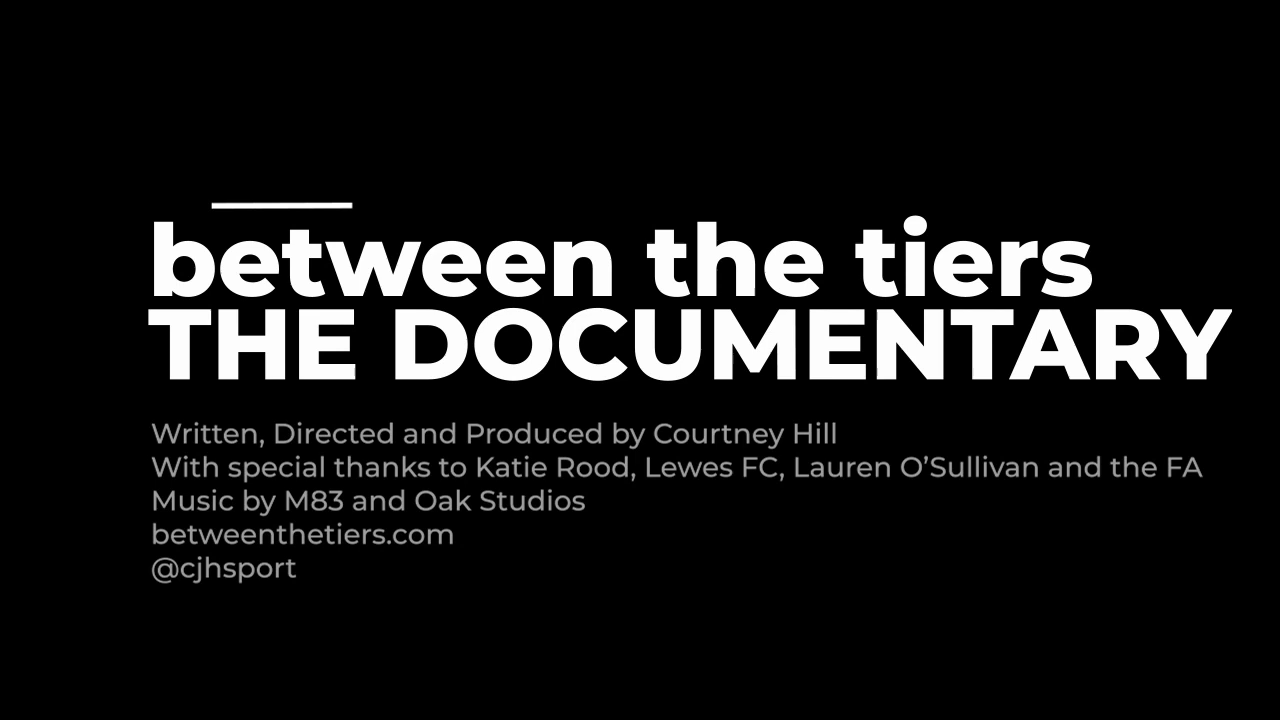 between the tiers
THE DOCUMENTARY
Written, Directed and Produced by Courtney Hill
With special thanks to Katie Rood, Lewes FC, Lauren O’Sullivan and the FA
Music by M83 and Oak Studios
betweenthetiers.com
@cjhsport